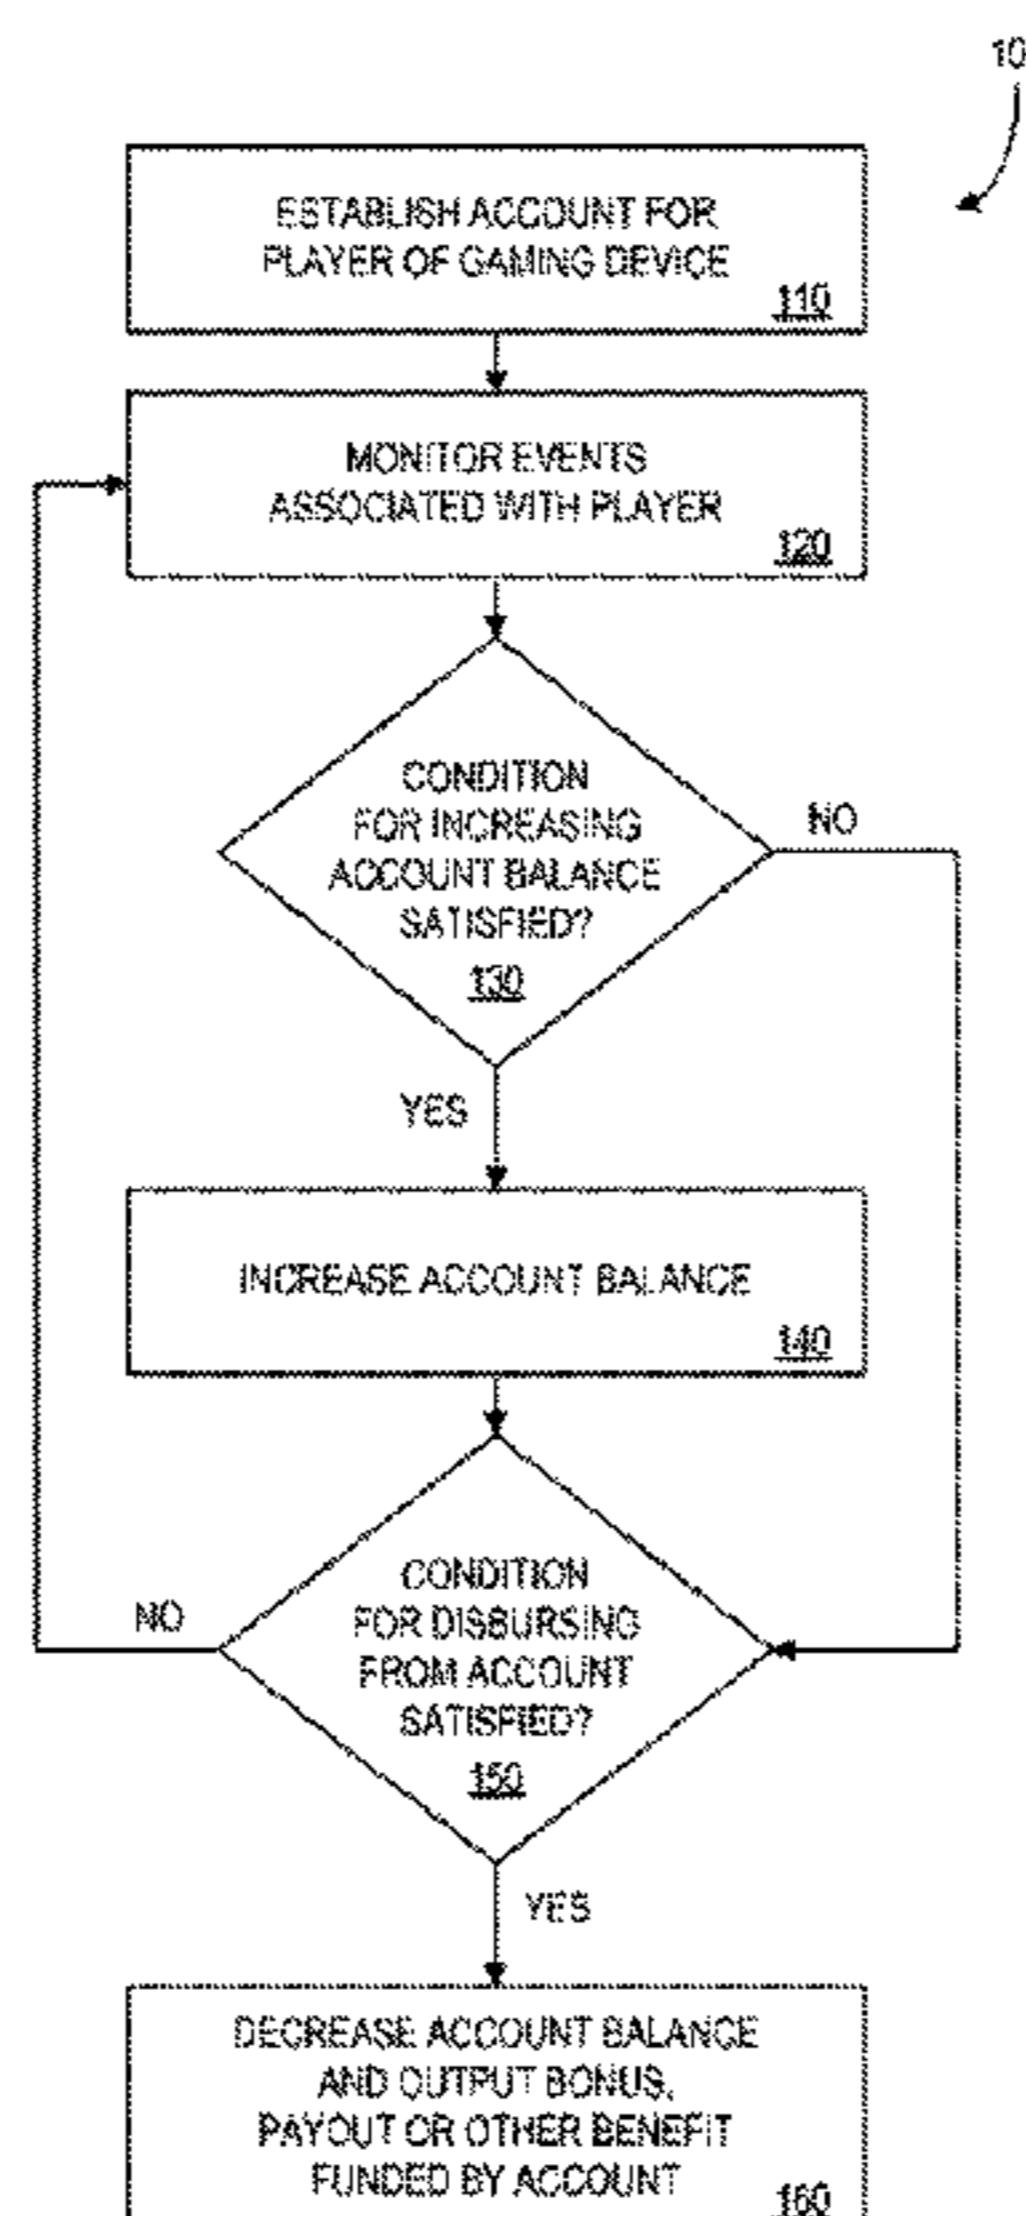 10
ESTABLISH ACCOUNT FOR
PLAYER OF GAMING DEVICE
110
MONITOR EVENTS
ASSOCIATED WITH PLAYER
120
CONDITION
FOR INCREASING
ACCOUNT BALANCE
SATISFIED?
130
NO
YES
INCREASE ACCOUNT BALANCE
140
CONDITION
FOR DISBURSING
FROM ACCOUNT
SATISFIED?
150
NO
YES
DECREASE ACCOUNT BALANCE
AND OUTPUT BONUS,
PAYOUT OR OTHER BENEFIT
FUNDED BY ACCOUNT
160